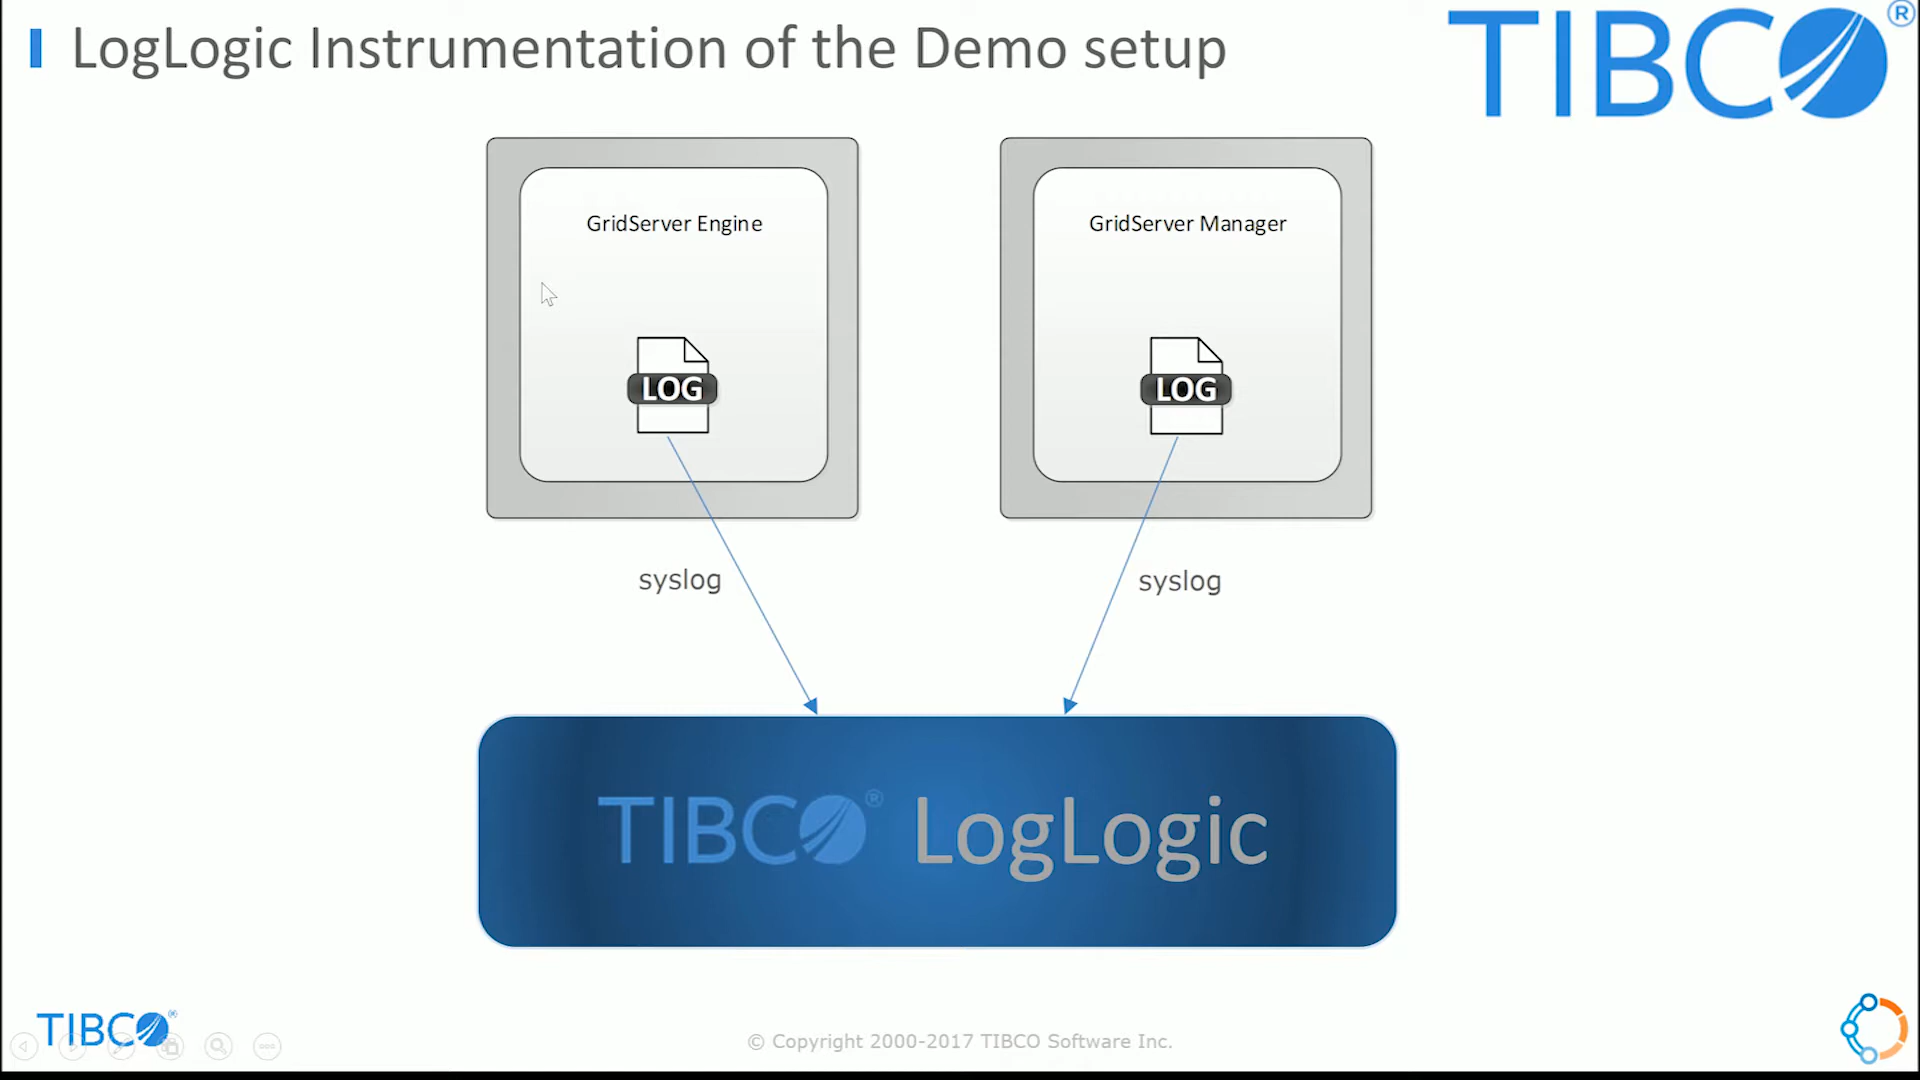 LogLogic Instrumentation of the Demo setup
TIBCO®
GridServer Engine
GridServer Manager
LOG
LOG
syslog
syslog
TIBCO® LogLogic
TIBCO®
© Copyright 2000-2017 TIBCO Software Inc.